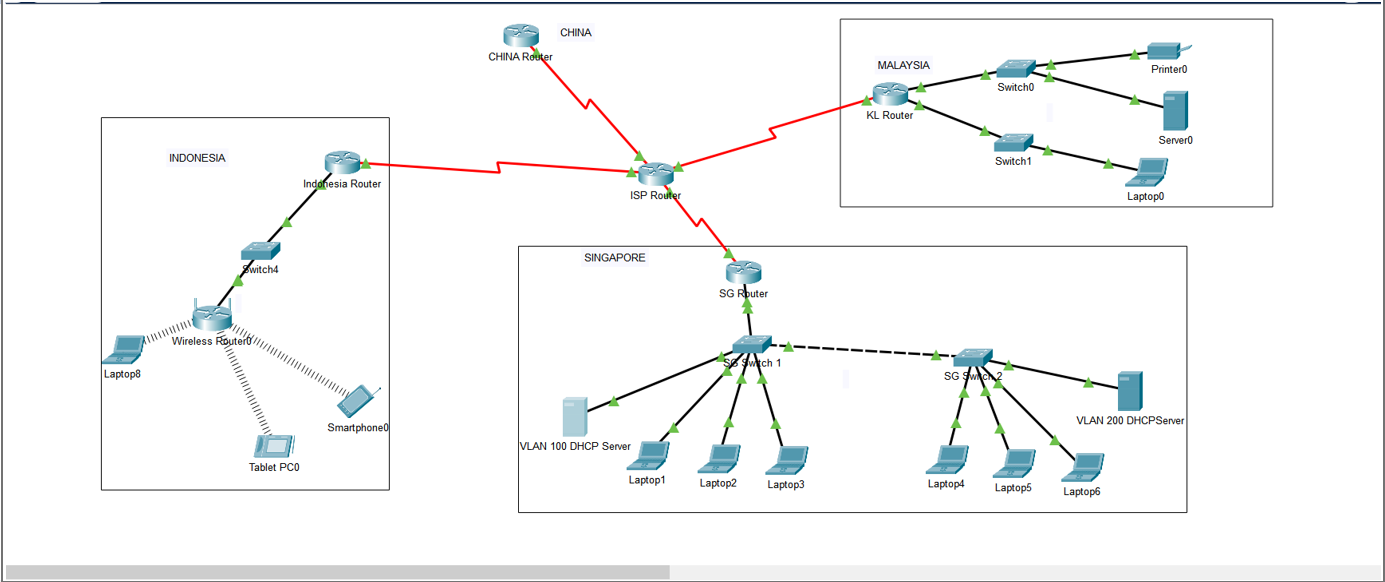 CHINA
CHINA Router
MALAYSIA
KL Router
Switch0
Printer0
Server0
Switch1
Laptop0
INDONESIA
Indonesia Router
ISP Router
Switch4
Wireless Router0
Laptop8
Smartphone0
Tablet PC0
SINGAPORE
SG Router
SG Switch 1
SG Switch 2
VLAN 100 DHCP Server
Laptop1
Laptop2
Laptop3
VLAN 200 DHCPServer
Laptop4
Laptop5
Laptop6